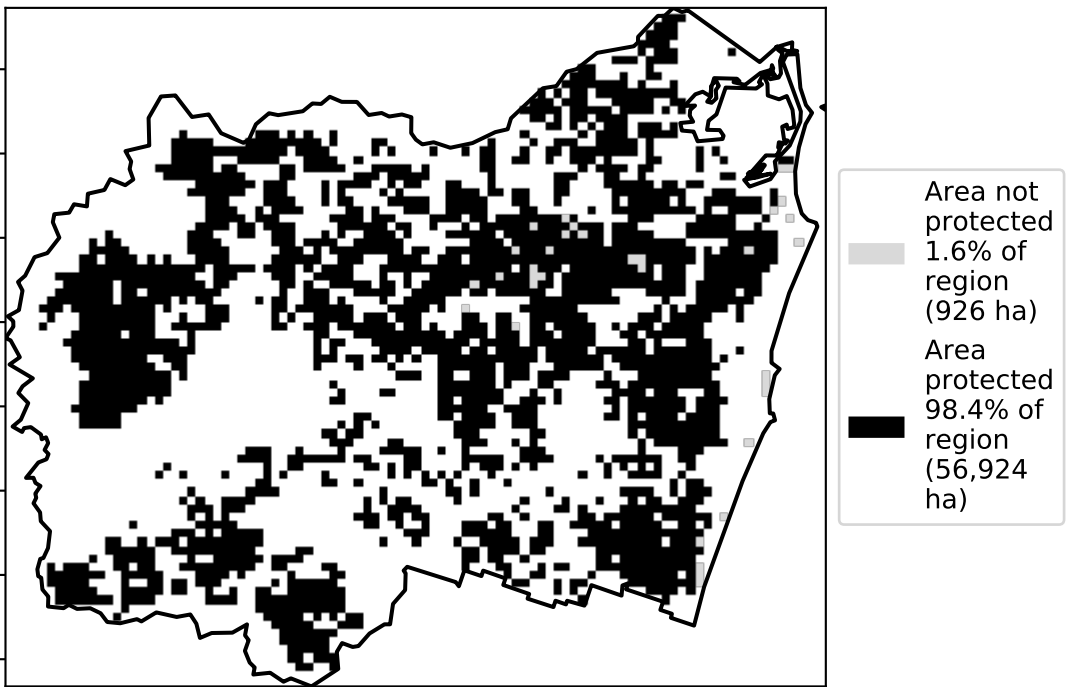 Area not
protected
1.6% of
region
(926 ha)
Area
protected
98.4% of
region
(56,924
ha)